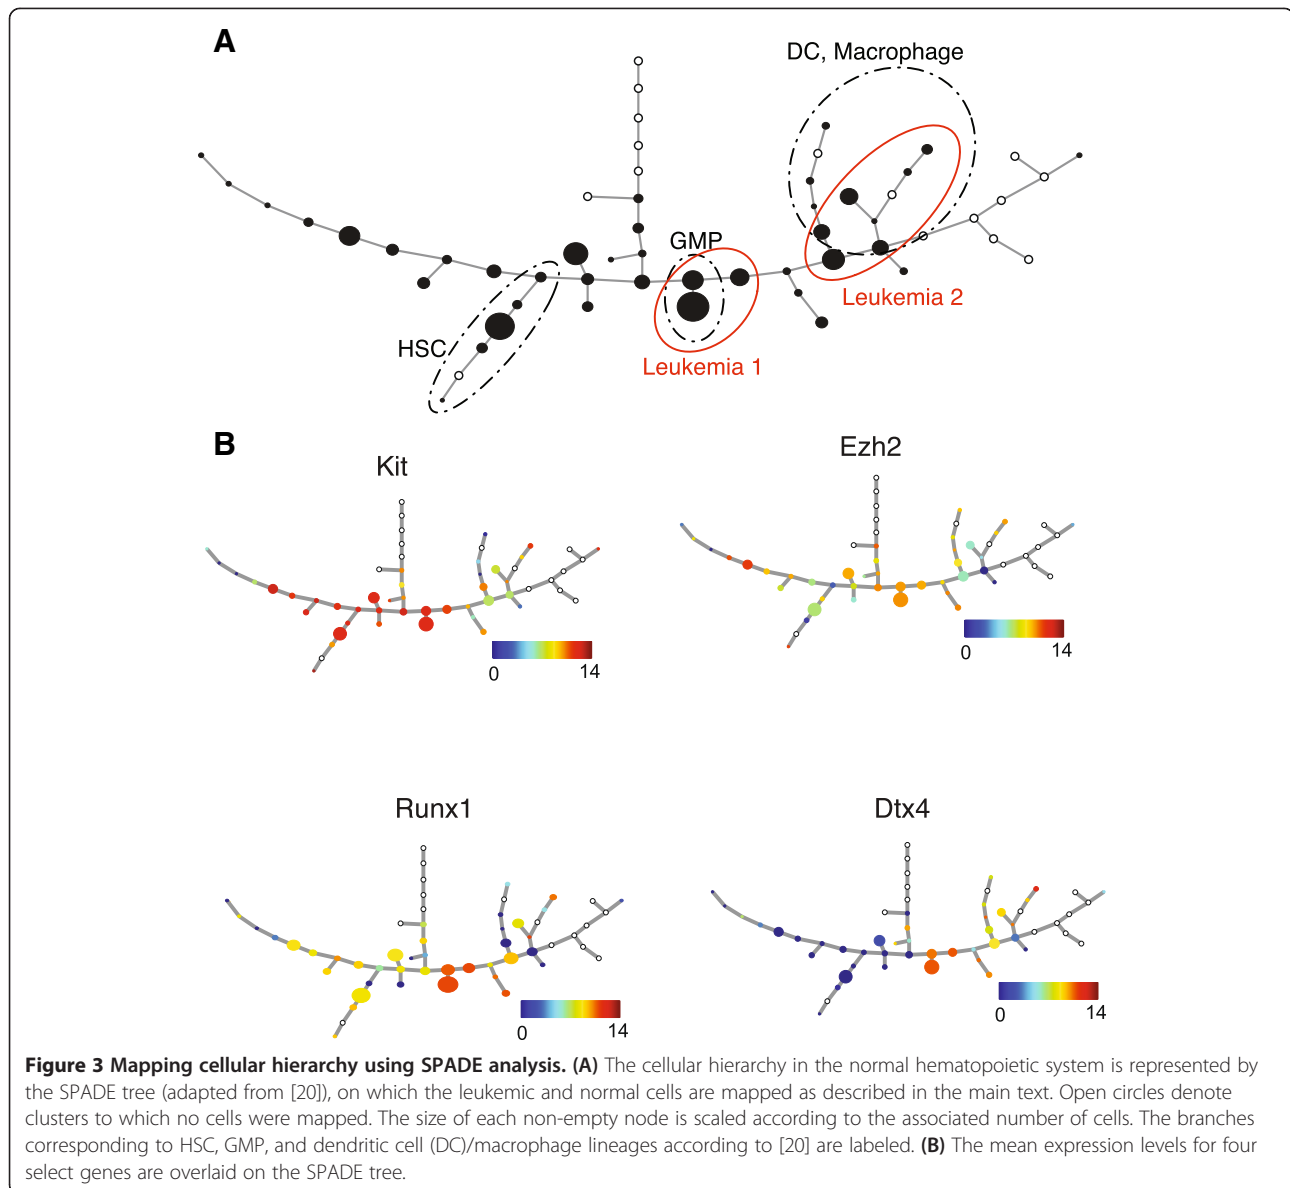 A
DC, Macrophage
GMP
HSC
Leukemia 1
Leukemia 2
B
Kit
0 14
Ezh2
0 14
Runx1
0 14
Dtx4
0 14
Figure 3 Mapping cellular hierarchy using SPADE analysis. (A) The cellular hierarchy in the normal hematopoietic system is represented by
the SPADE tree (adapted from [20]), on which the leukemic and normal cells are mapped as described in the main text. Open circles denote
clusters to which no cells were mapped. The size of each non-empty node is scaled according to the associated number of cells. The branches
corresponding to HSC, GMP, and dendritic cell (DC)/macrophage lineages according to [20] are labeled. (B) The mean expression levels for four
select genes are overlaid on the SPADE tree.